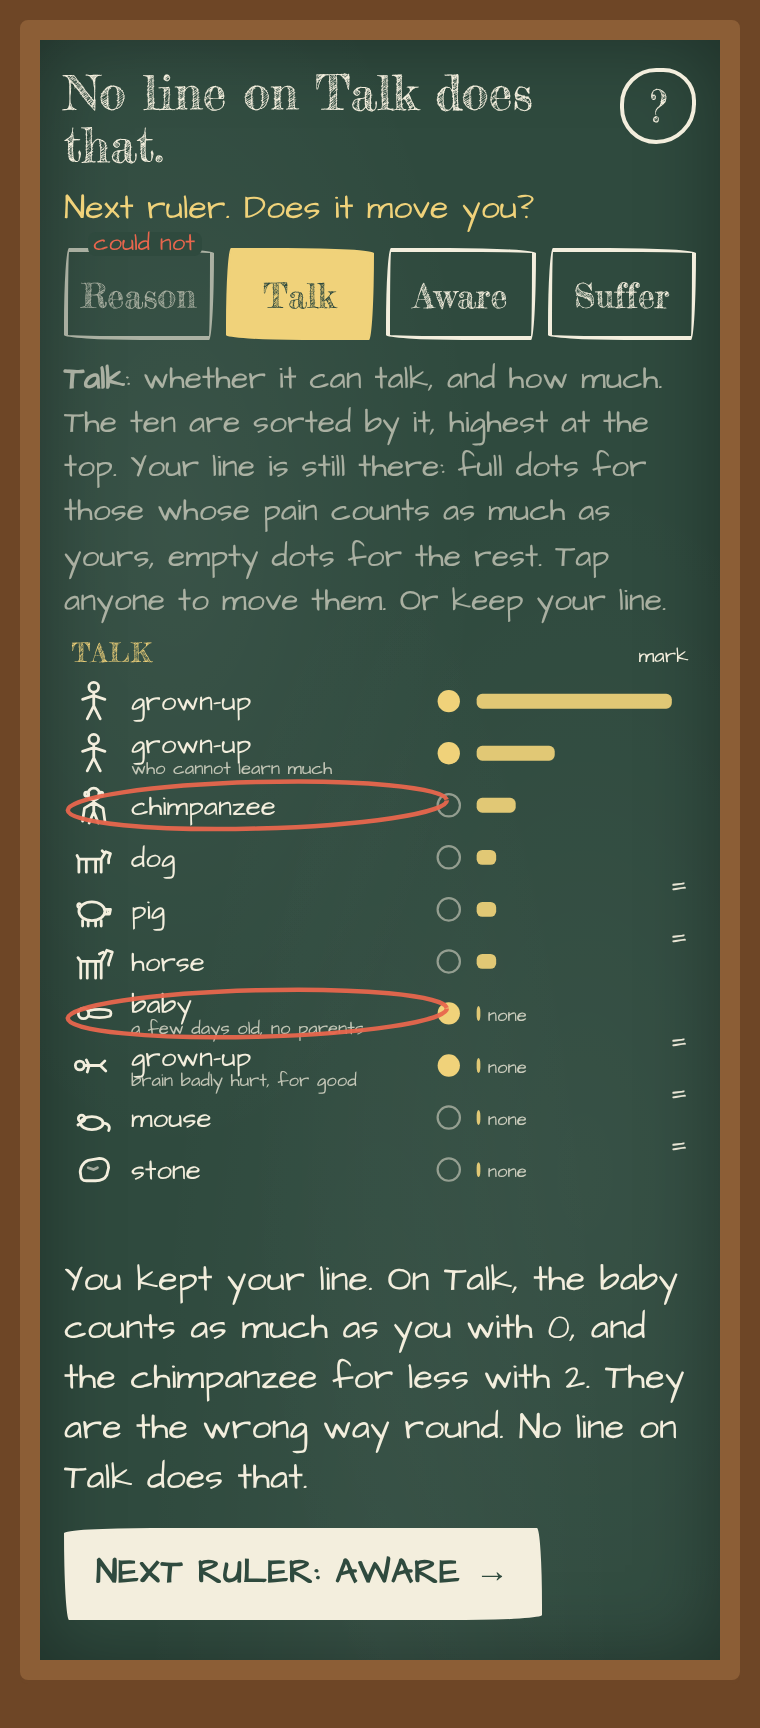 No line on Talk does
that.
?
Next ruler. Does it move you?
could not
Reason
Talk
Aware
Suffer
Talk: whether it can talk, and how much.
The ten are sorted by it, highest at the
top. Your line is still there: full dots for
those whose pain counts as much as
yours, empty dots for the rest. Tap
anyone to move them. Or keep your line.
TALK
mark
grown-up
grown-up
who cannot learn much
chimpanzee
dog
=
pig
=
horse
baby
a few days old, no parents
none
=
grown-up
brain badly hurt, for good
none
=
mouse
none
=
stone
none
You kept your line. On Talk, the baby
counts as much as you with 0, and
the chimpanzee for less with 2. They
are the wrong way round. No line on
Talk does that.
NEXT RULER: AWARE →